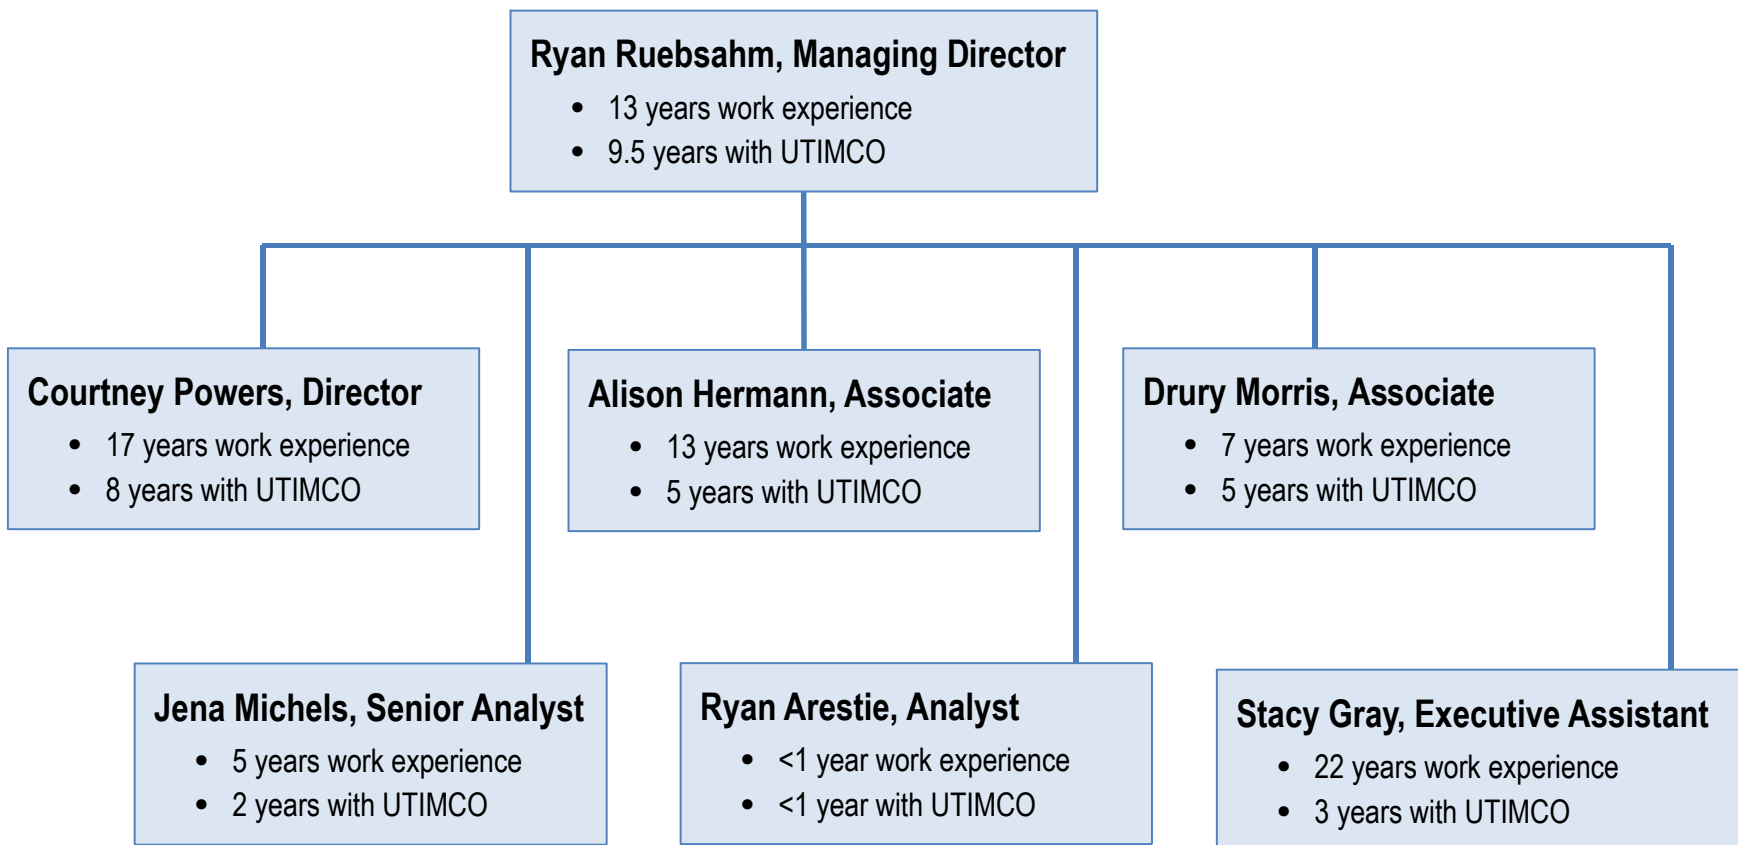 Ryan Ruebsahm, Managing Director
• 13 years work experience
• 9.5 years with UTIMCO
Courtney Powers, Director
• 17 years work experience
• 8 years with UTIMCO
Alison Hermann, Associate
• 13 years work experience
• 5 years with UTIMCO
Drury Morris, Associate
• 7 years work experience
• 5 years with UTIMCO
Jena Michels, Senior Analyst
• 5 years work experience
• 2 years with UTIMCO
Ryan Arestie, Analyst
• <1 year work experience
• <1 year with UTIMCO
Stacy Gray, Executive Assistant
• 22 years work experience
• 3 years with UTIMCO